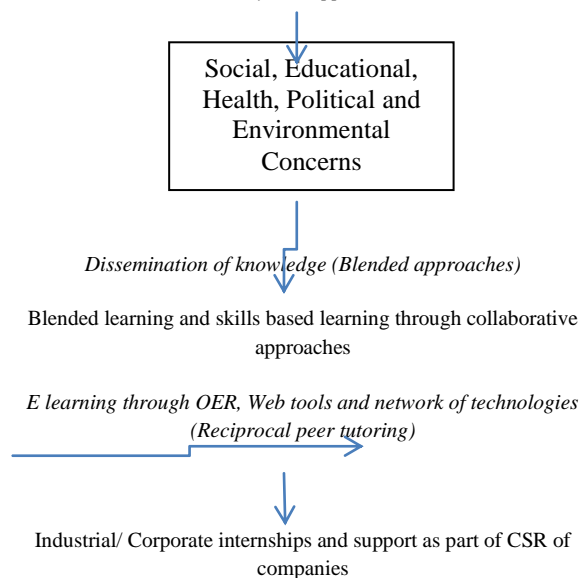 Social, Educational,
Health, Political and
Environmental
Concerns
Dissemination of knowledge (Blended approaches)
Blended learning and skills based learning through collaborative
approaches
E learning through OER, Web tools and network of technologies
(Reciprocal peer tutoring)
Industrial/ Corporate internships and support as part of CSR of
companies